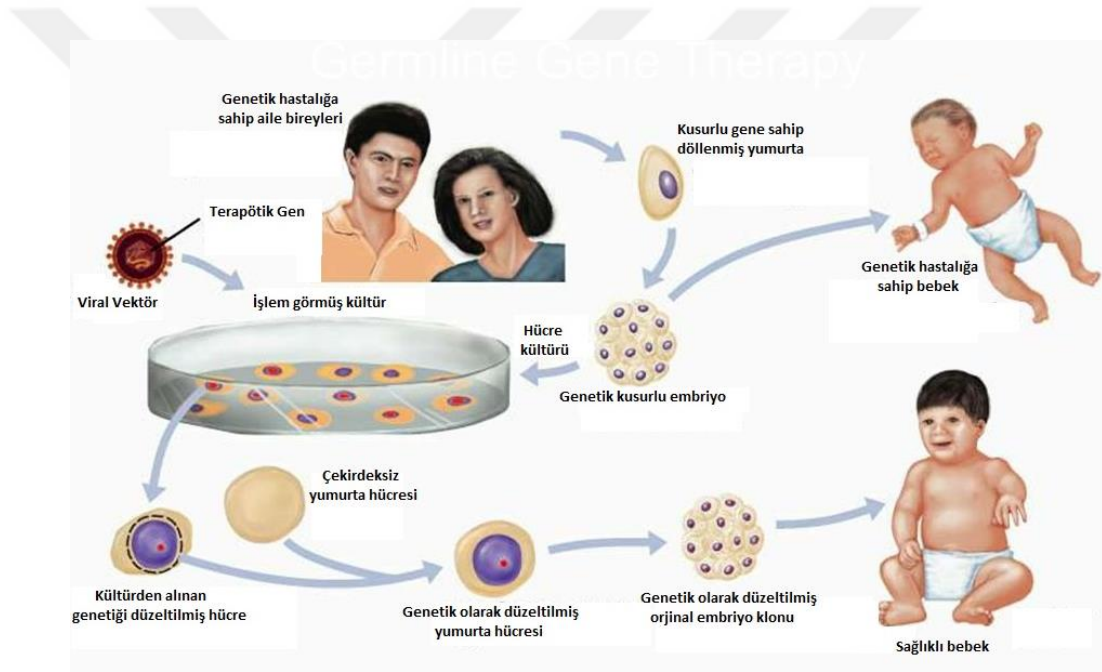 Germline Gene Therapy
Genetik hastalığa
sahip aile bireyleri
Kusurlu gene sahip
döllenmiş yumurta
Terapötik Gen
Viral Vektör
İşlem görmüş kültür
Genetik hastalığa
sahip bebek
Hücre
kültürü
Genetik kusurlu embriyo
Çekirdeksiz
yumurta hücresi
Kültürden alınan
genetiği düzeltilmiş hücre
Genetik olarak düzeltilmiş
yumurta hücresi
Genetik olarak düzeltilmiş
orjinal embriyo klonu
Sağlıklı bebek